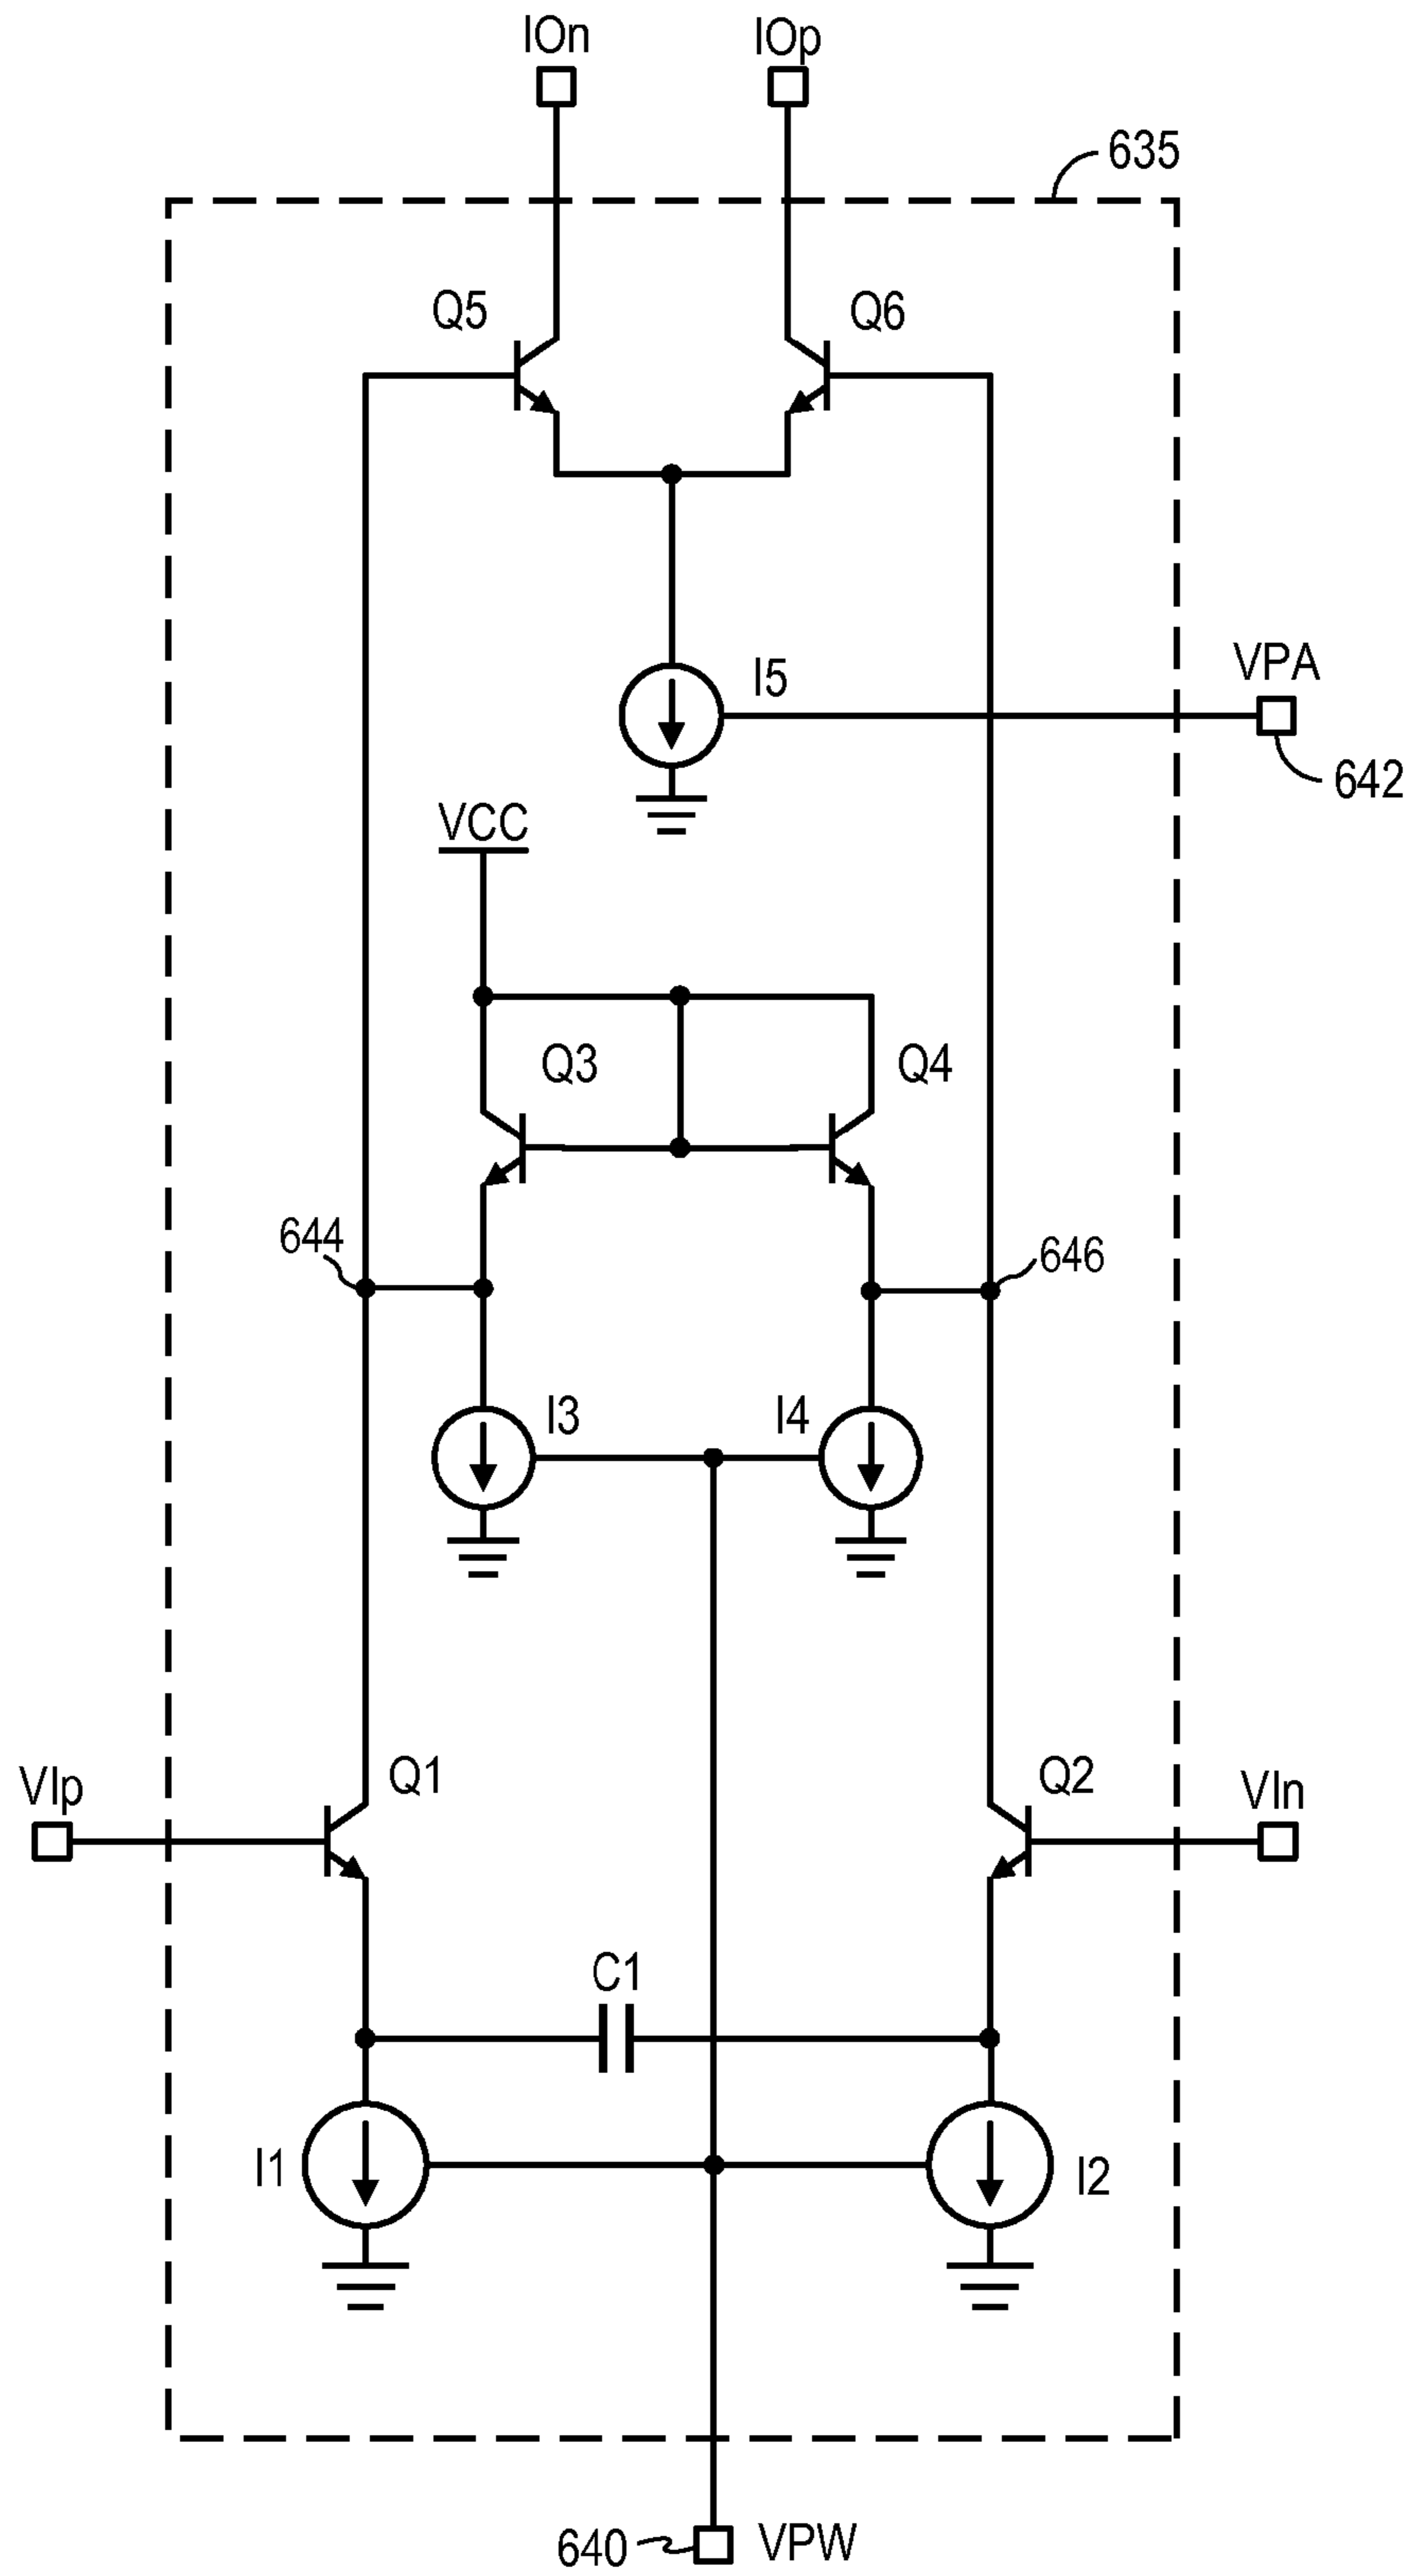 IOn
IOp
635
Q5
Q6
I5
VPA
642
VCC
Q3
Q4
644
646
I3
I4
VIp
Q1
Q2
VIn
C1
I1
I2
640
VPW